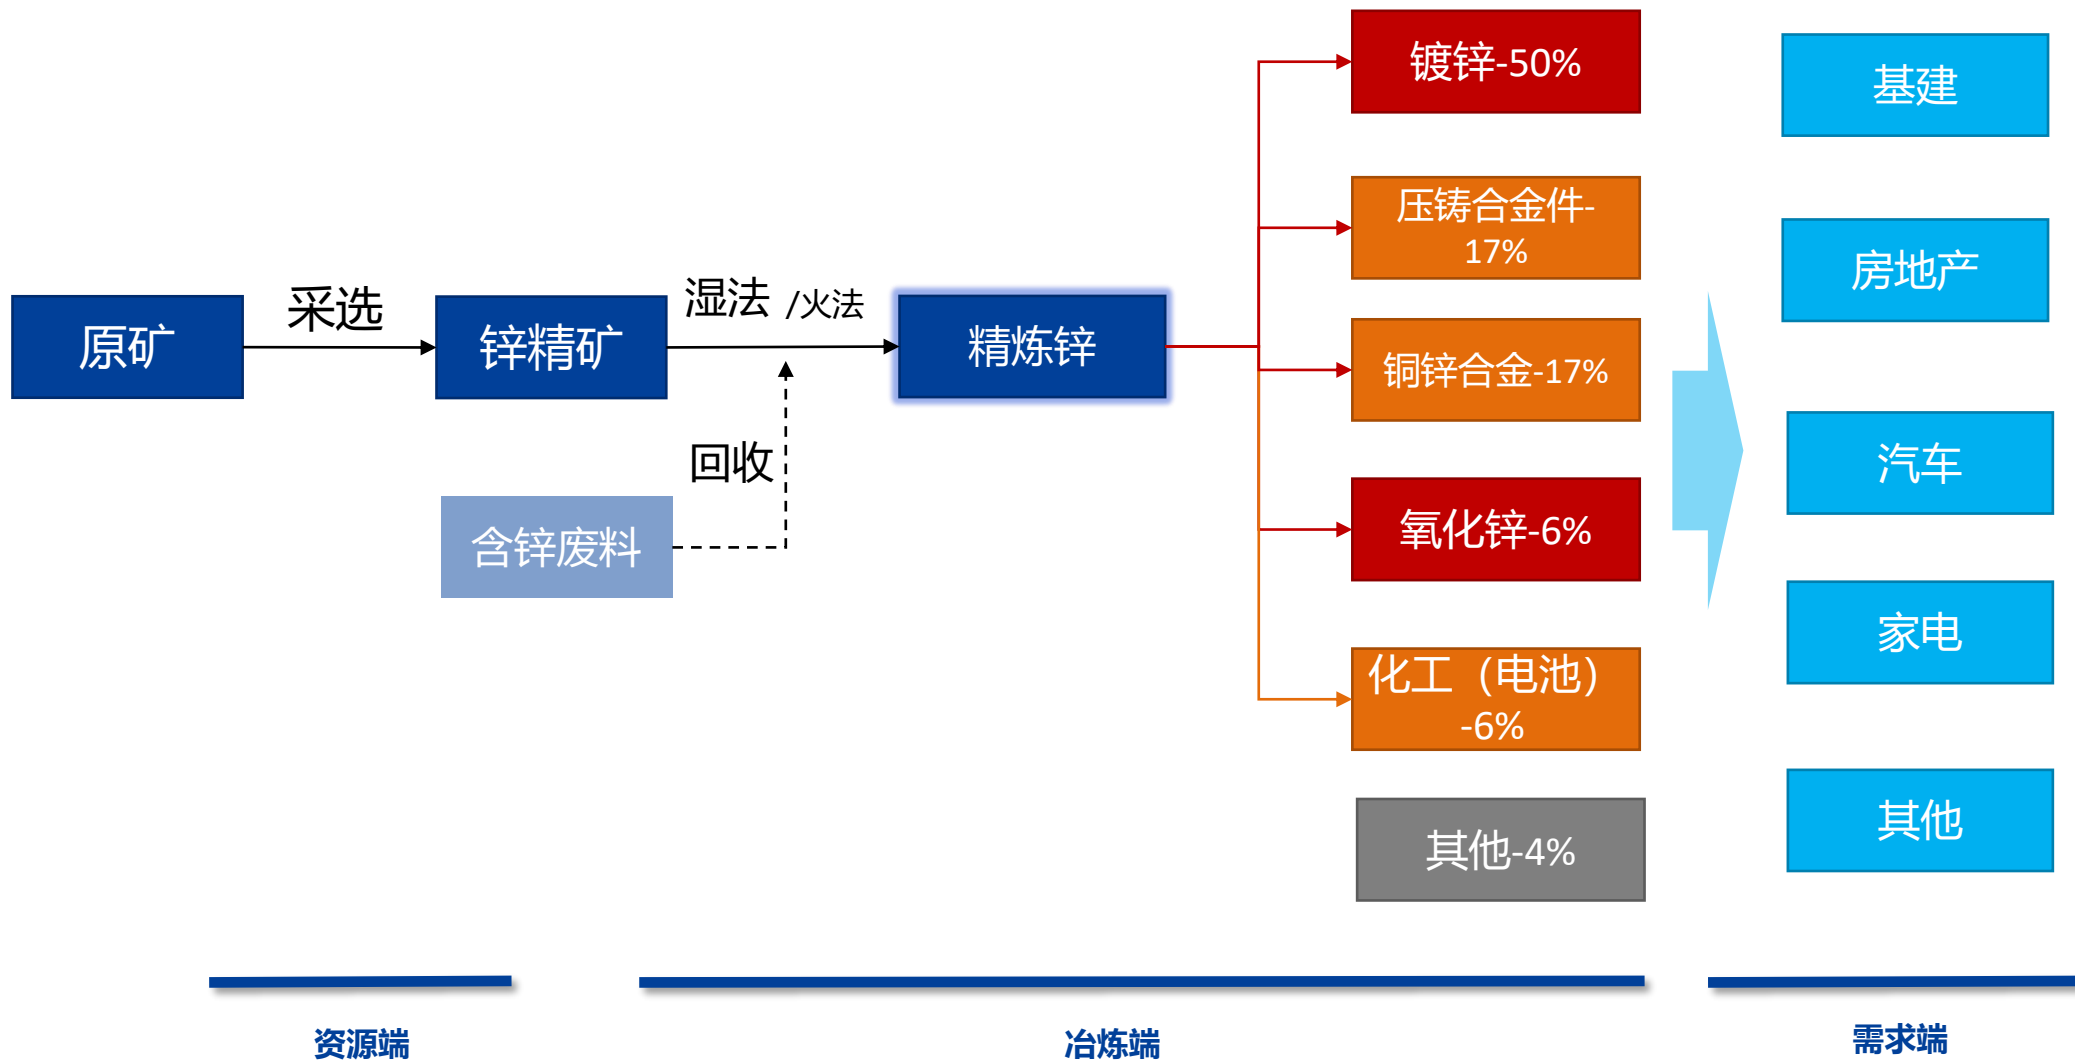 原矿
采选
锌精矿
湿法 /火法
回收
含锌废料
精炼锌
镀锌-50%
压铸合金件-
17%
铜锌合金-17%
氧化锌-6%
化工（电池）
-6%
其他-4%
基建
房地产
汽车
家电
其他
资源端
冶炼端
需求端